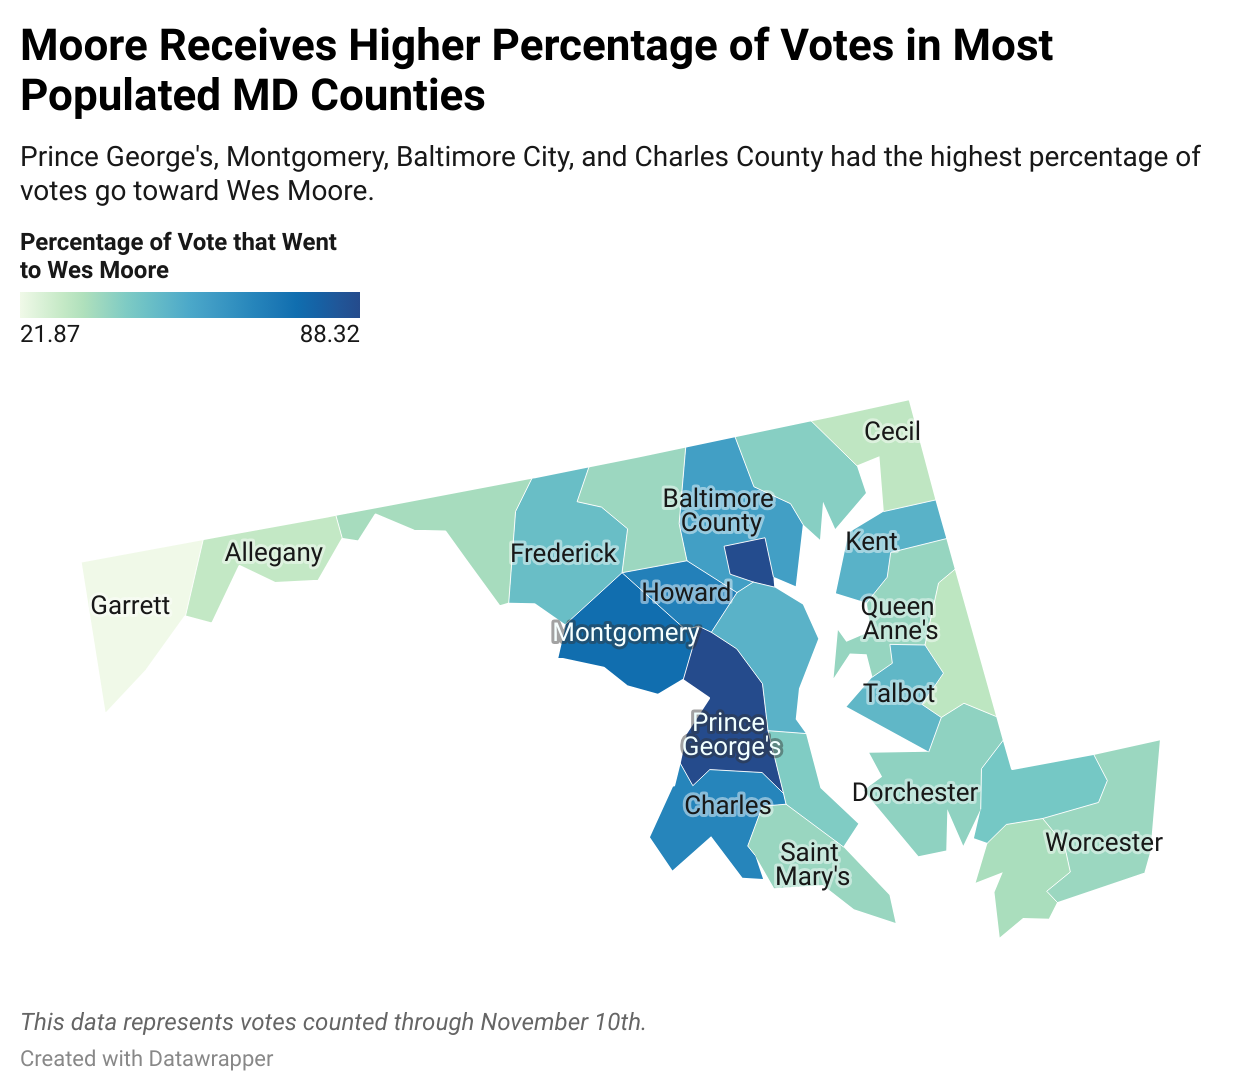 Moore Receives Higher Percentage of Votes in Most
Populated MD Counties
Prince George's, Montgomery, Baltimore City, and Charles County had the highest percentage of
votes go toward Wes Moore.
Percentage of Vote that Went
to Wes Moore
21.87 88.32
Cecil
Baltimore
County
Kent
Allegany
Frederick
Howard
Garrett
Queen
Anne's
Montgomery
Talbot
Prince
George's
Dorchester
Charles
Worcester
Saint
Mary's
This data represents votes counted through November 10th.
Created with Datawrapper